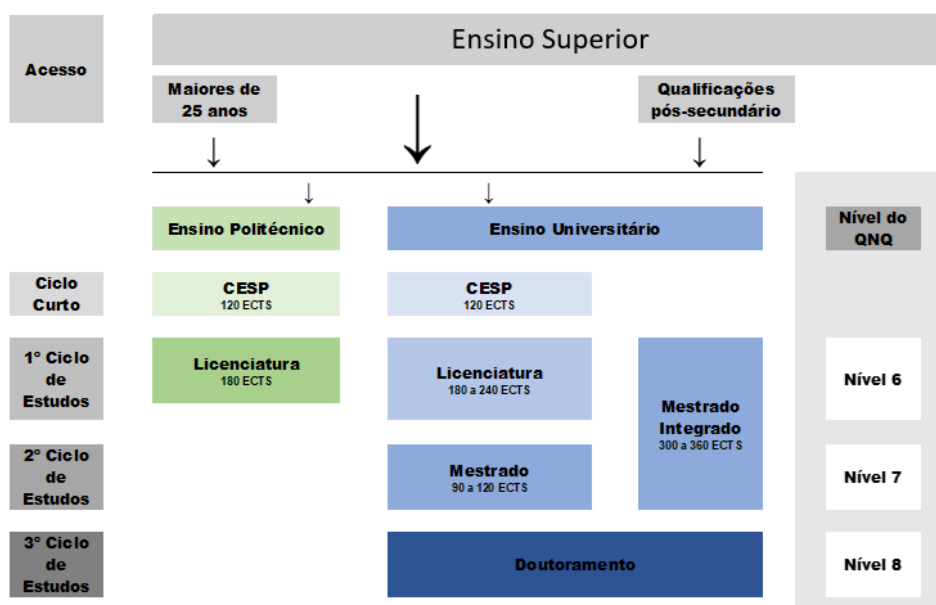 Ensino Superior
Acesso
Maiores de
25 anos
Qualificações
pós-secundário
Ensino Politécnico
Ensino Universitário
Nível do
QNQ
Ciclo
Curto
CESP
120 ECTS
CESP
120 ECTS
1º Ciclo
de
Estudos
Licenciatura
180 ECTS
Licenciatura
180 a 240 ECTS
Mestrado
Integrado
300 a 360 ECTS
Nível 6
2º Ciclo
de
Estudos
Mestrado
90 a 120 ECTS
Nível 7
3º Ciclo
de
Estudos
Doutoramento
Nível 8